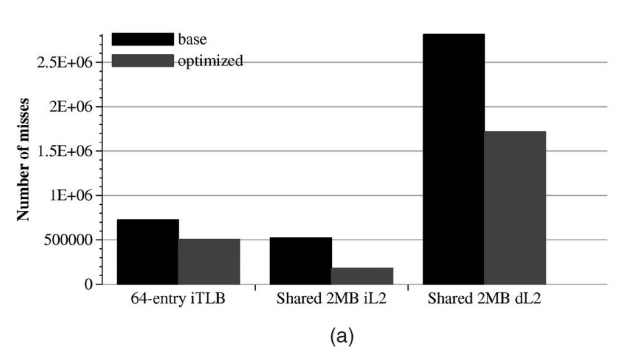 base
optimized
2.5E+06
2E+06
1.5E+06
1E+06
500000
0
Number of misses
64-entry iTLB
Shared 2MB iL2
Shared 2MB dL2
(a)